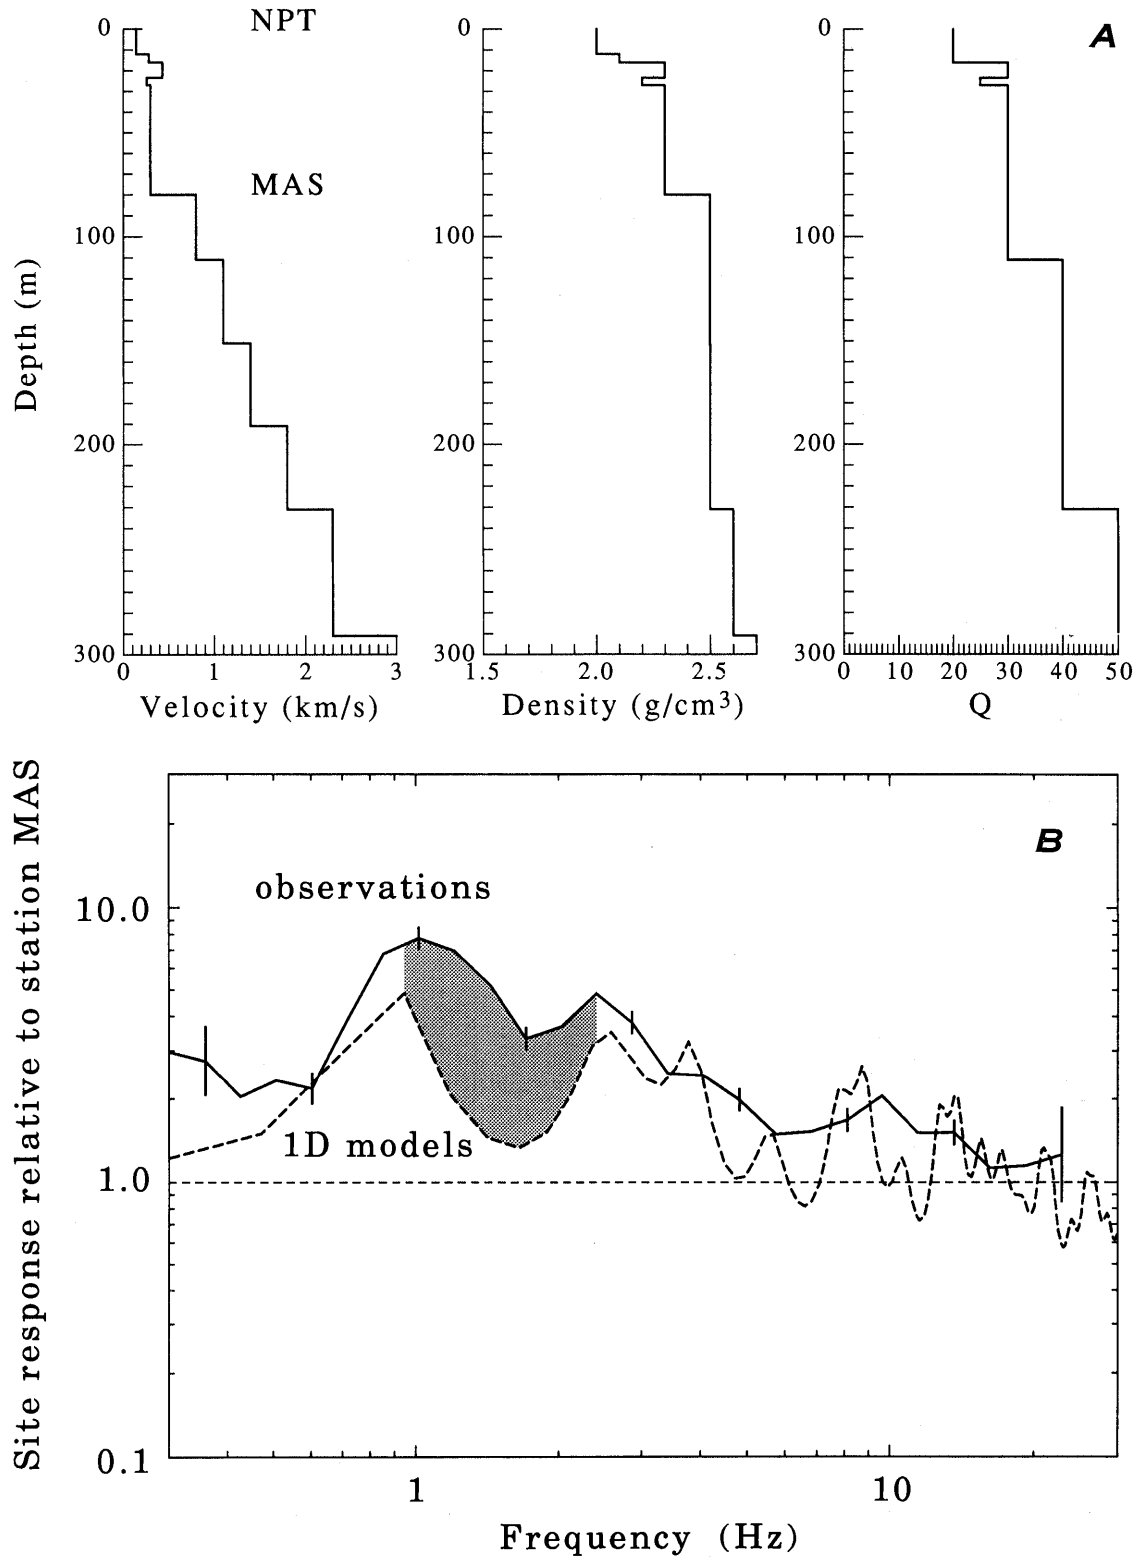 NPT
MAS
A
0
100
200
300
Depth (m)
0 1 2 3
Velocity (km/s)
0
100
200
300
1.5 2.0 2.5
Density (g/cm³)
0
100
200
300
0 10 20 30 40 50
Q
B
observations
1D models
10.0
1.0
0.1
Site response relative to station MAS
1 10
Frequency (Hz)